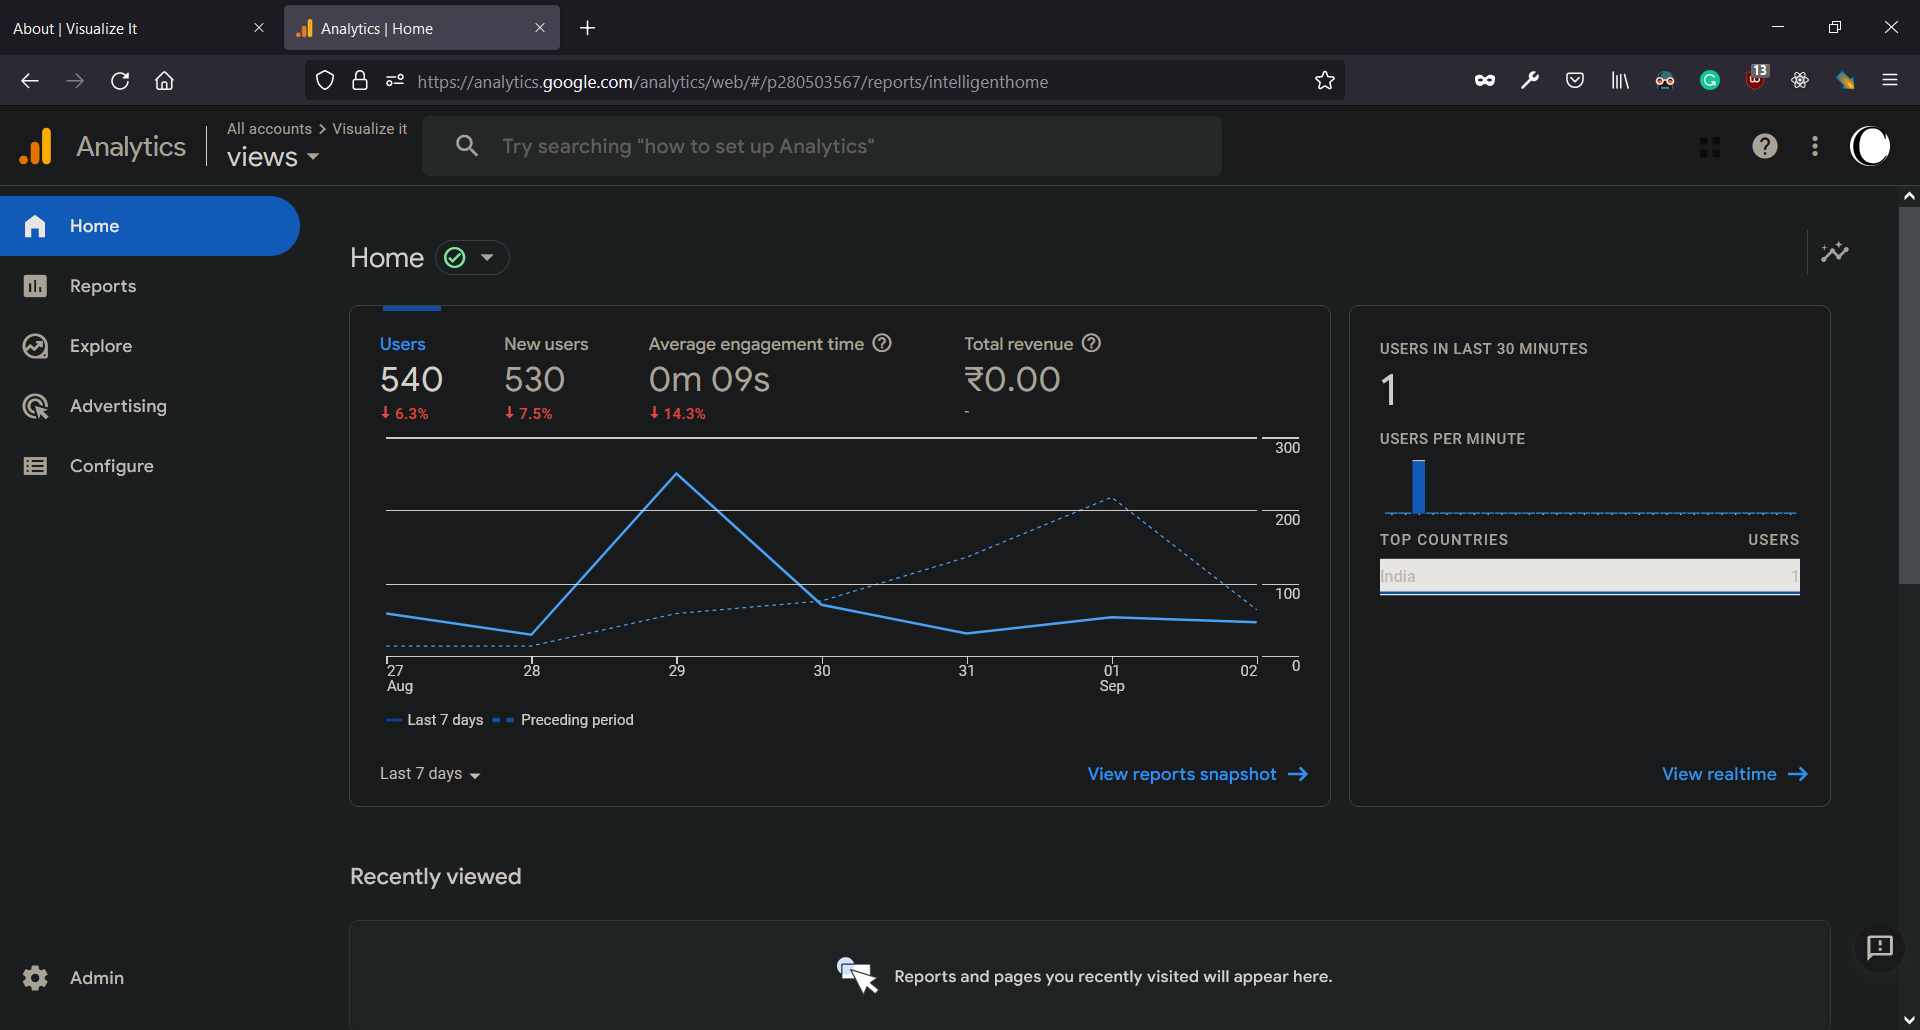 About | Visualize It
Analytics | Home
https://analytics.google.com/analytics/web/#/p280503567/reports/intelligenthome
13
Analytics
All accounts > Visualize it
views
Try searching "how to set up Analytics"
Home
Reports
Explore
Advertising
Configure
Admin
Home
Users
540
6.3%
New users
530
7.5%
Average engagement time
0m 09s
14.3%
Total revenue
₹0.00
-
300
200
100
0
27 28 29 30 31 01 02
Aug Sep
Last 7 days Preceding period
Last 7 days
View reports snapshot
USERS IN LAST 30 MINUTES
1
USERS PER MINUTE
TOP COUNTRIES USERS
India 1
View realtime
Recently viewed
Reports and pages you recently visited will appear here.